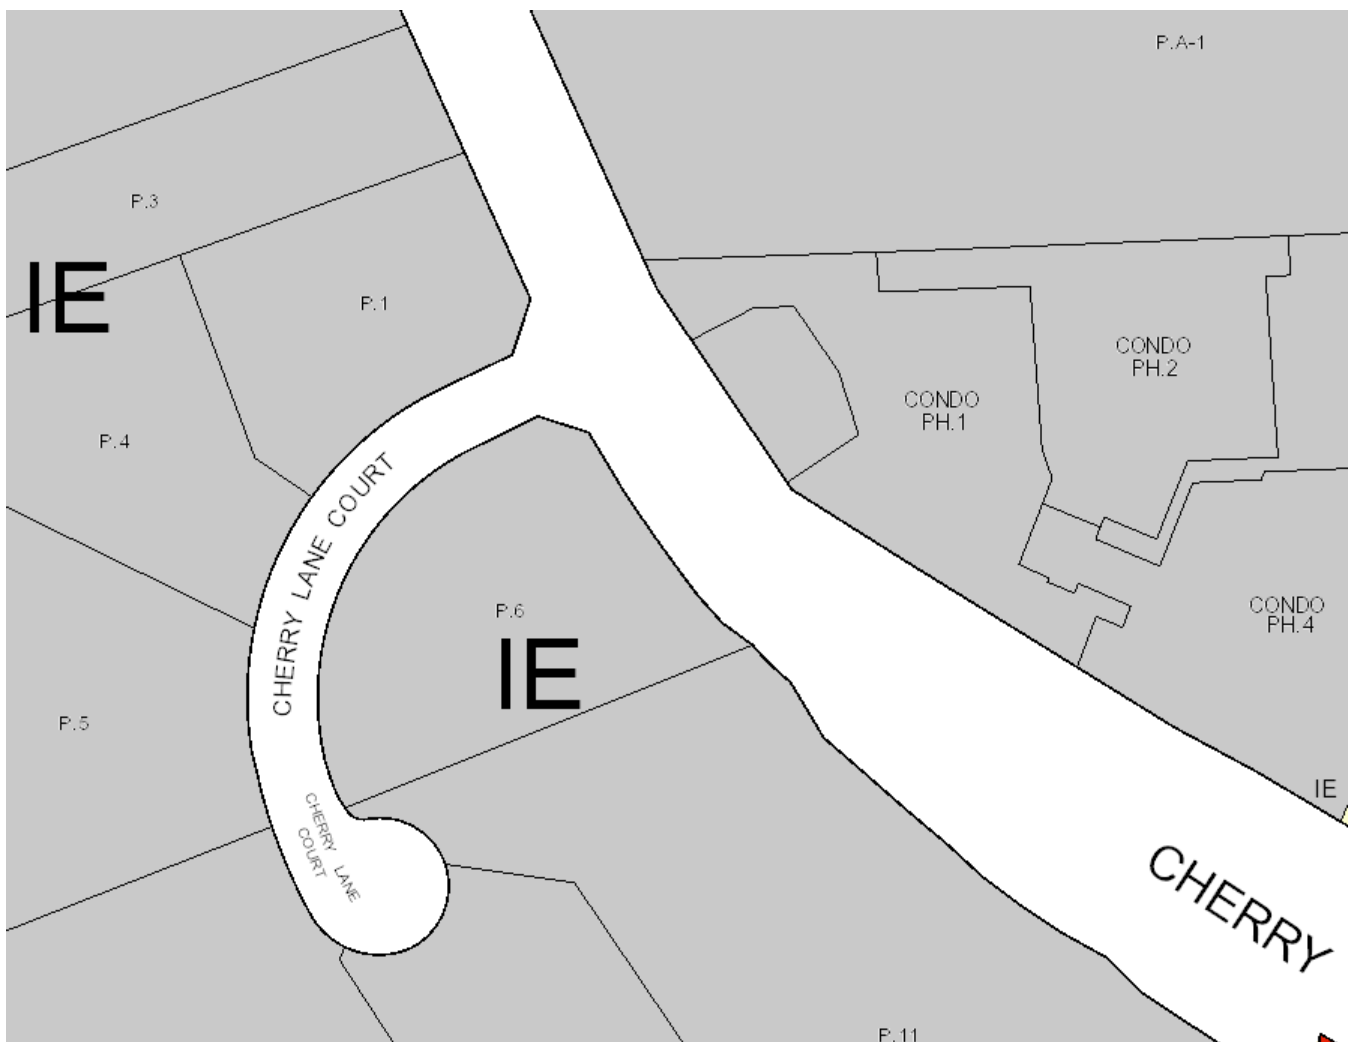 P.A-1
P.3
IE
P.1
CONDO
PH.2
CONDO
PH.1
P.4
CHERRY LANE COURT
P.6
CONDO
PH.4
IE
P.5
IE
CHERRY LANE
COURT
CHERRY
P.11